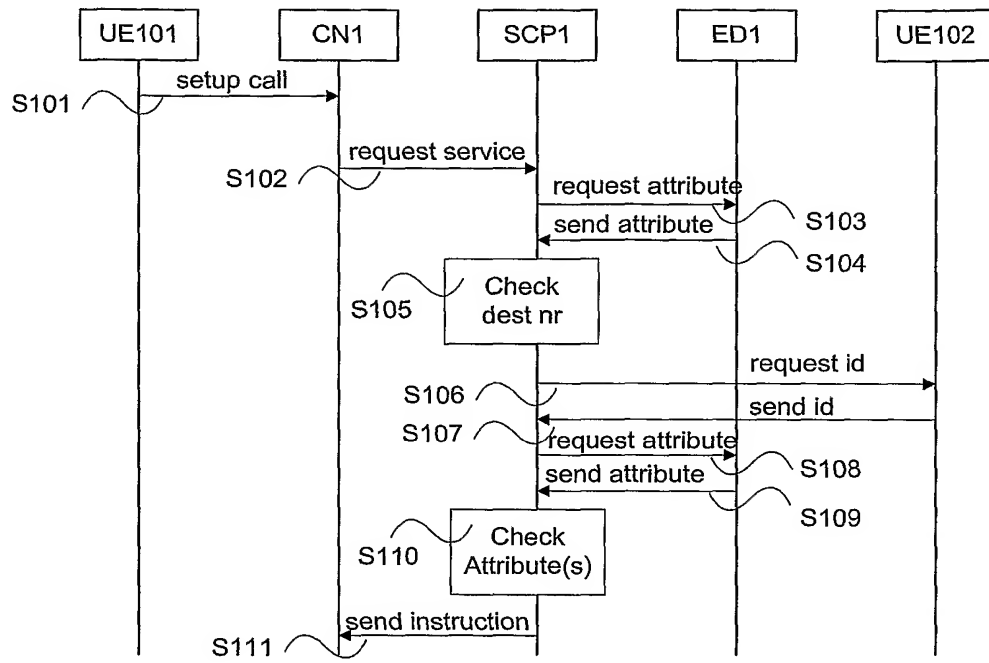 UE101 CN1 SCP1 ED1 UE102
setup call
S101
request service
S102
request attribute
S103
send attribute
S104
Check
dest nr
S105
request id
S106
send id
S107
request attribute
S108
send attribute
S109
Check
Attribute(s)
S110
send instruction
S111